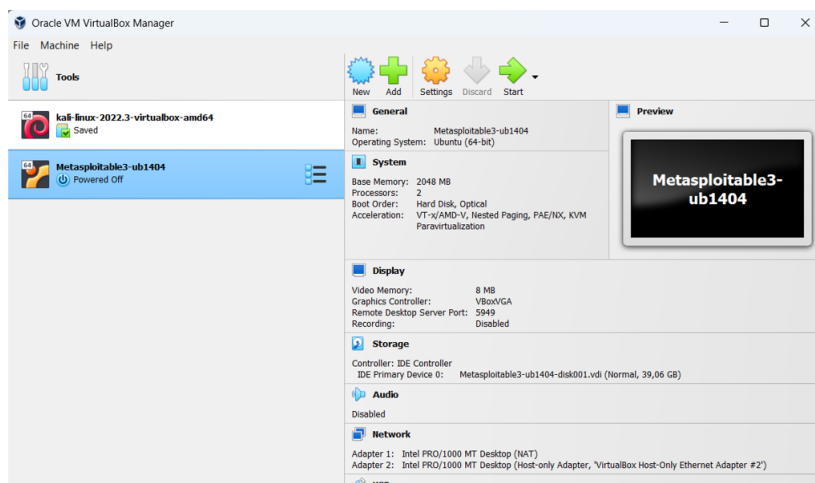 Oracle VM VirtualBox Manager
File Machine Help
Tools
New Add Settings Discard Start
64 kali-linux-2022.3-virtualbox-amd64
Saved
64 Metasploitable3-ub1404
Powered Off
General
Name: Metasploitable3-ub1404
Operating System: Ubuntu (64-bit)
System
Base Memory: 2048 MB
Processors: 2
Boot Order: Hard Disk, Optical
Acceleration: VT-x/AMD-V, Nested Paging, PAE/NX, KVM
Paravirtualization
Preview
Metasploitable3-
ub1404
Display
Video Memory: 8 MB
Graphics Controller: VBoxVGA
Remote Desktop Server Port: 5949
Recording: Disabled
Storage
Controller: IDE Controller
IDE Primary Device 0: Metasploitable3-ub1404-disk001.vdi (Normal, 39,06 GB)
Audio
Disabled
Network
Adapter 1: Intel PRO/1000 MT Desktop (NAT)
Adapter 2: Intel PRO/1000 MT Desktop (Host-only Adapter, 'VirtualBox Host-Only Ethernet Adapter #2')